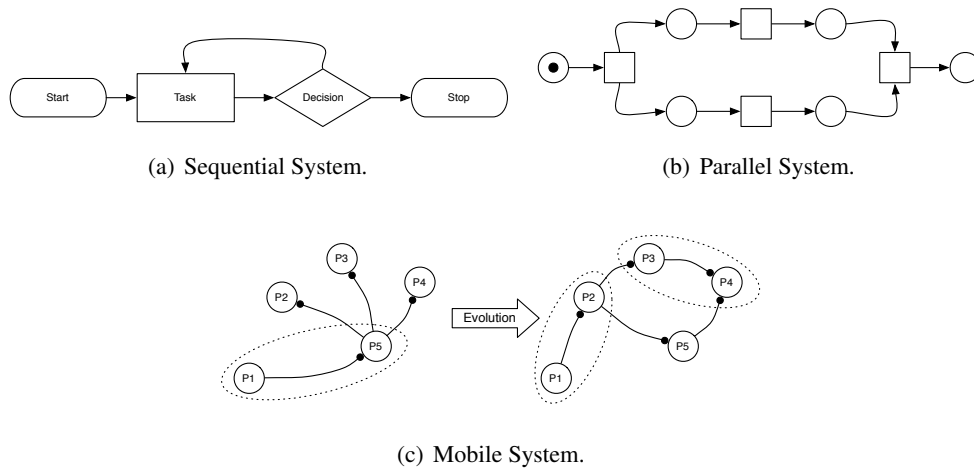 Start
Task
Decision
Stop
(a) Sequential System.
(b) Parallel System.
P3
P4
P2
P5
P1
Evolution
P3
P4
P2
P5
P1
(c) Mobile System.